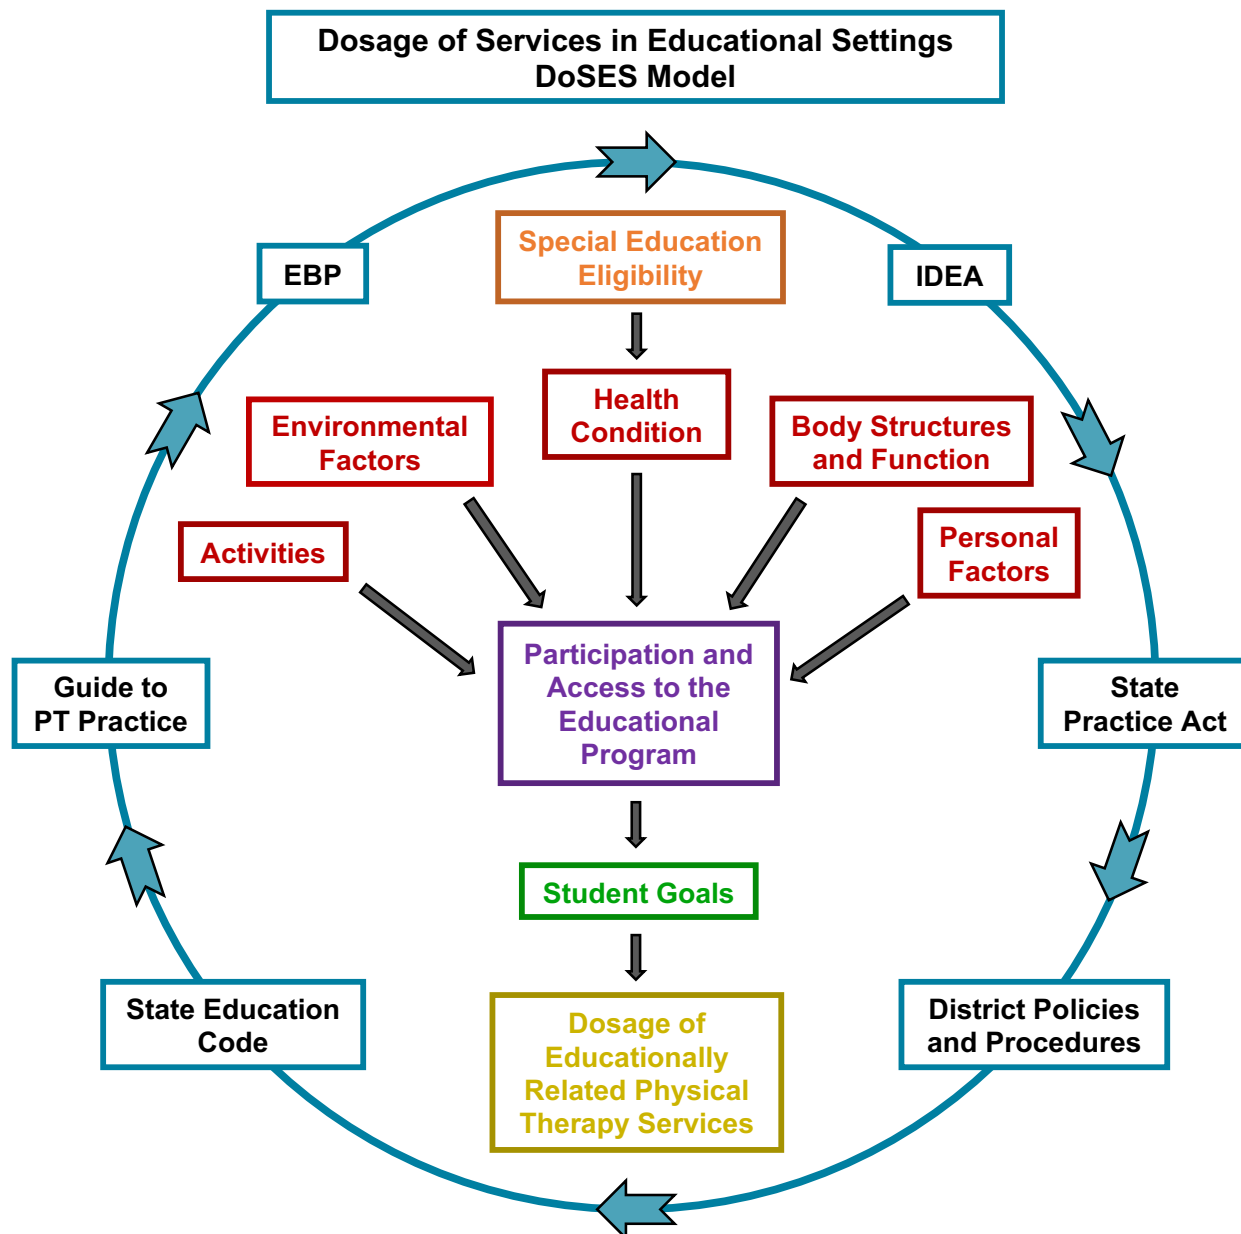 Dosage of Services in Educational Settings
DoSES Model
Special Education
Eligibility
EBP
IDEA
Health
Condition
Environmental
Factors
Body Structures
and Function
Activities
Personal
Factors
Participation and
Access to the
Educational
Program
Guide to
PT Practice
State
Practice Act
Student Goals
State Education
Code
District Policies
and Procedures
Dosage of
Educationally
Related Physical
Therapy Services